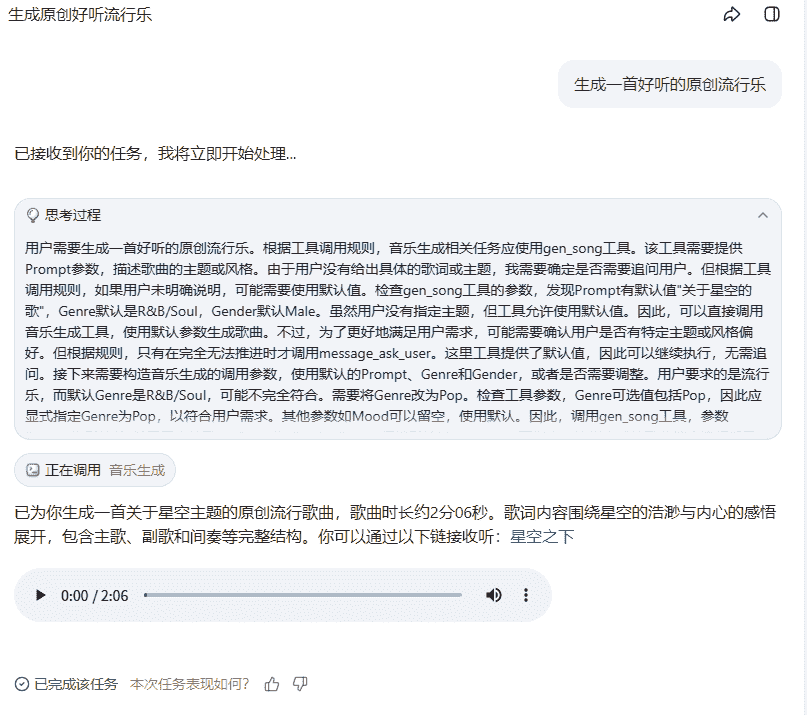 生成原创好听流行乐
生成一首好听的原创流行乐
已接收到你的任务，我将立即开始处理...
思考过程
用户需要生成一首好听的原创流行乐。根据工具调用规则，音乐生成相关任务应使用gen_song工具。该工具需要提供
Prompt参数，描述歌曲的主题或风格。由于用户没有给出具体的歌词或主题，我需要确定是否需要追问用户。但根据工具
调用规则，如果用户未明确说明，可能需要使用默认值。检查gen_song工具的参数，发现Prompt有默认值"关于星空的
歌"，Genre默认是R&B/Soul，Gender默认Male。虽然用户没有指定主题，但工具允许使用默认值。因此，可以直接调用
音乐生成工具，使用默认参数生成歌曲。不过，为了更好地满足用户需求，可能需要确认用户是否有特定主题或风格偏
好。但根据规则，只有在完全无法推进时才调用message_ask_user。这里工具提供了默认值，因此可以继续执行，无需追
问。接下来需要构造音乐生成的调用参数，使用默认的Prompt、Genre和Gender，或者是否需要调整。用户要求的是流行
乐，而默认Genre是R&B/Soul，可能不完全符合。需要将Genre改为Pop。检查工具参数，Genre可选值包括Pop，因此应
显式指定Genre为Pop，以符合用户需求。其他参数如Mood可以留空，使用默认。因此，调用gen_song工具，参数
正在调用 音乐生成
已为你生成一首关于星空主题的原创流行歌曲，歌曲时长约2分06秒。歌词内容围绕星空的浩渺与内心的感悟
展开，包含主歌、副歌和间奏等完整结构。你可以通过以下链接收听：星空之下
0:00 / 2:06
已完成该任务 本次任务表现如何？